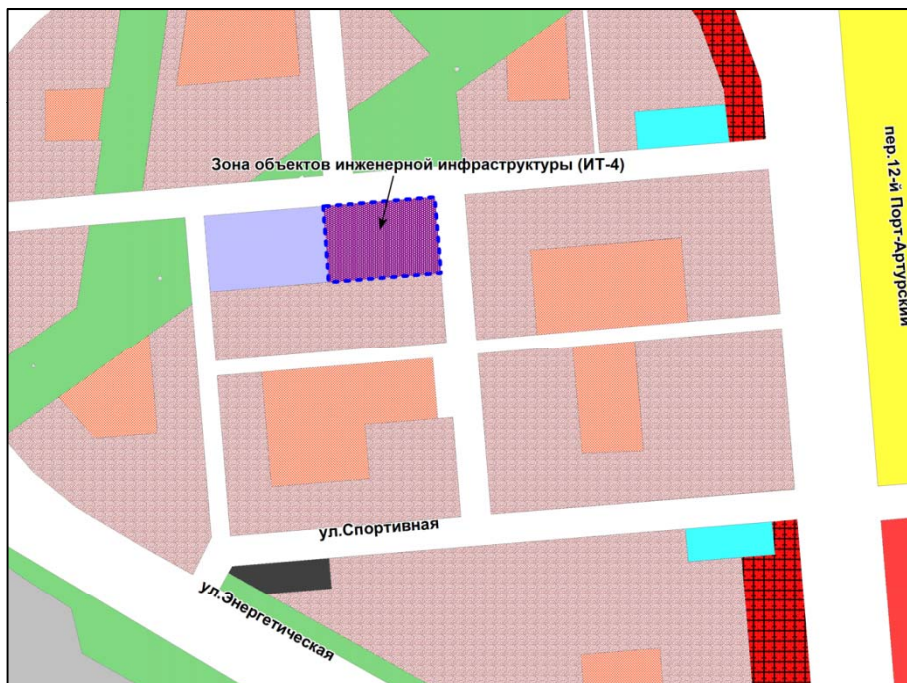 Зона объектов инженерной инфраструктуры (ИТ-4)
пер.12-й Порт-Артурский
ул.Спортивная
ул.Энергетическая